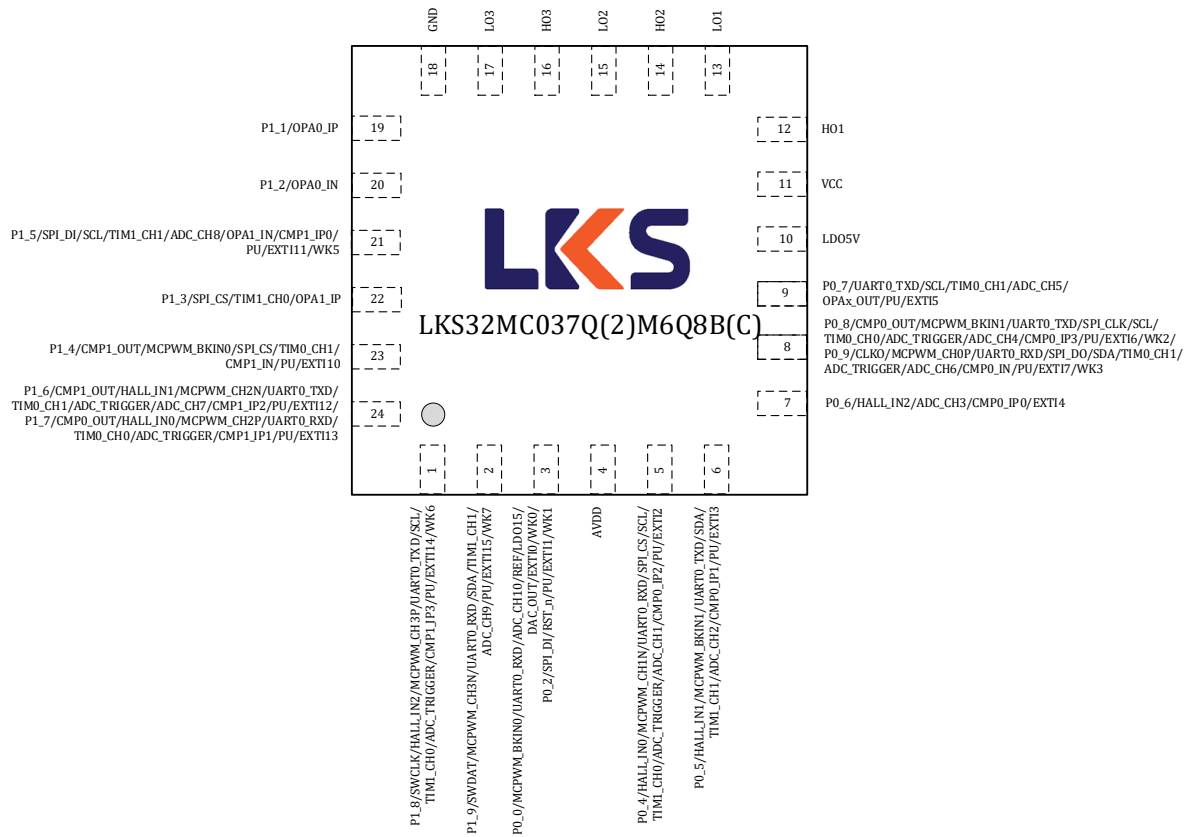 GND
LO3
HO3
LO2
HO2
LO1
18
17
16
15
14
13
P1_1/OPA0_IP
19
12
HO1
P1_2/OPA0_IN
20
11
VCC
P1_5/SPI_DI/SCL/TIM1_CH1/ADC_CH8/OPA1_IN/CMP1_IP0/
PU/EXTI11/WK5
21
10
LDO5V
P1_3/SPI_CS/TIM1_CH0/OPA1_IP
22
9
P0_7/UART0_TXD/SCL/TIM0_CH1/ADC_CH5/
OPAx_OUT/PU/EXTI5
LKS
LKS32MC037Q(2)M6Q8B(C)
P1_4/CMP1_OUT/MCPWM_BKIN0/SPI_CS/TIM0_CH1/
CMP1_IN/PU/EXTI10
23
8
P0_8/CMP0_OUT/MCPWM_BKIN1/UART0_TXD/SPI_CLK/SCL/
TIM0_CH0/ADC_TRIGGER/ADC_CH4/CMP0_IP3/PU/EXTI6/WK2/
P0_9/CLKO/MCPWM_CH0P/UART0_RXD/SPI_DO/SDA/TIM0_CH1/
ADC_TRIGGER/ADC_CH6/CMP0_IN/PU/EXTI7/WK3
P1_6/CMP1_OUT/HALL_IN1/MCPWM_CH2N/UART0_TXD/
TIM0_CH1/ADC_TRIGGER/ADC_CH7/CMP1_IP2/PU/EXTI12/
P1_7/CMP0_OUT/HALL_IN0/MCPWM_CH2P/UART0_RXD/
TIM0_CH0/ADC_TRIGGER/CMP1_IP1/PU/EXTI13
24
7
P0_6/HALL_IN2/ADC_CH3/CMP0_IP0/EXTI4
1
2
3
4
5
6
P1_8/SWCLK/HALL_IN2/MCPWM_CH3P/UART0_TXD/SCL/
TIM1_CH0/ADC_TRIGGER/CMP1_IP3/PU/EXTI14/WK6
P1_9/SWDAT/MCPWM_CH3N/UART0_RXD/SDA/TIM1_CH1/
ADC_CH9/PU/EXTI15/WK7
P0_0/MCPWM_BKIN0/UART0_RXD/ADC_CH10/REF/LDO15/
DAC_OUT/EXTI0/WK0/
P0_2/SPI_DI/RST_n/PU/EXTI1/WK1
AVDD
P0_4/HALL_IN0/MCPWM_CH1N/UART0_RXD/SPI_CS/SCL/
TIM1_CH0/ADC_TRIGGER/ADC_CH1/CMP0_IP2/PU/EXTI2
P0_5/HALL_IN1/MCPWM_BKIN1/UART0_TXD/SDA/
TIM1_CH1/ADC_CH2/CMP0_IP1/PU/EXTI3